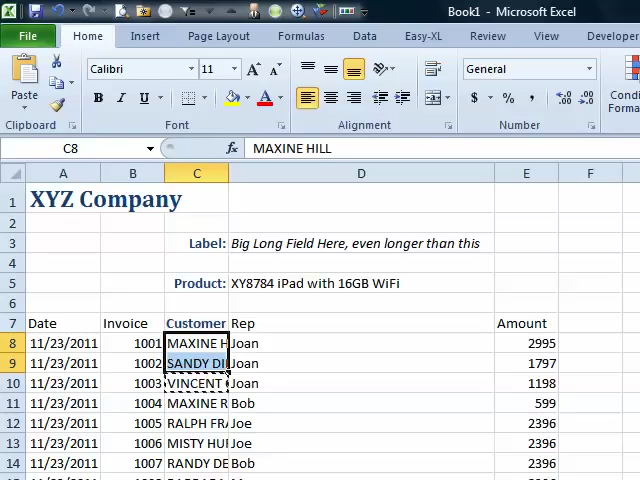 Book1 - Microsoft Excel
File Home Insert Page Layout Formulas Data Easy-XL Review View Developer
Calibri 11 General
Paste
B I U $ % ,
Clipboard Font Alignment Number
C8 fx MAXINE HILL
A B C D E F G
1 XYZ Company
2
3 Label: Big Long Field Here, even longer than this
4
5 Product: XY8784 iPad with 16GB WiFi
6
7 Date Invoice Customer Rep Amount
8 11/23/2011 1001 MAXINE H Joan 2995
9 11/23/2011 1002 SANDY DI Joan 1797
10 11/23/2011 1003 VINCENT Joan 1198
11 11/23/2011 1004 MAXINE R Bob 599
12 11/23/2011 1005 RALPH FRA Joe 2396
13 11/23/2011 1006 MISTY HU Joe 2396
14 11/23/2011 1007 RANDY DE Bob 2396